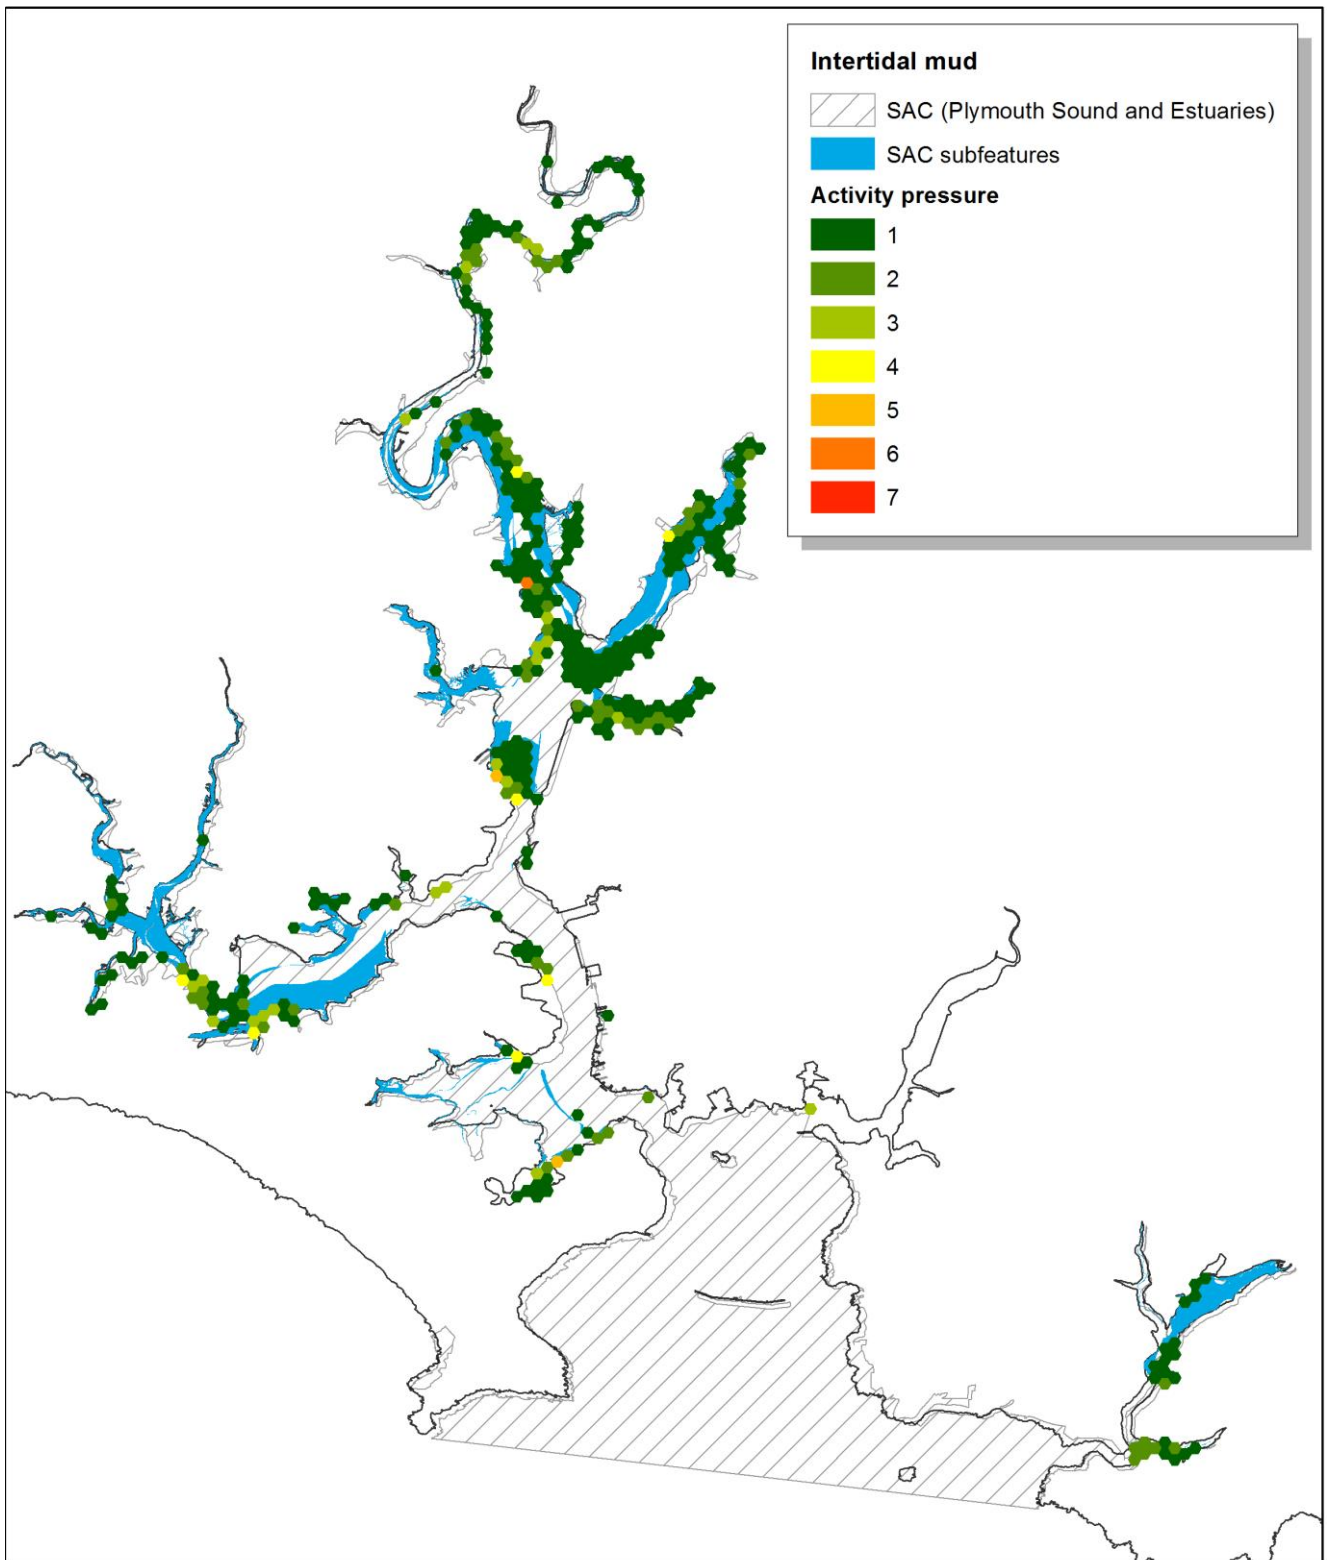 Intertidal mud
SAC (Plymouth Sound and Estuaries)
SAC subfeatures
Activity pressure
1
2
3
4
5
6
7